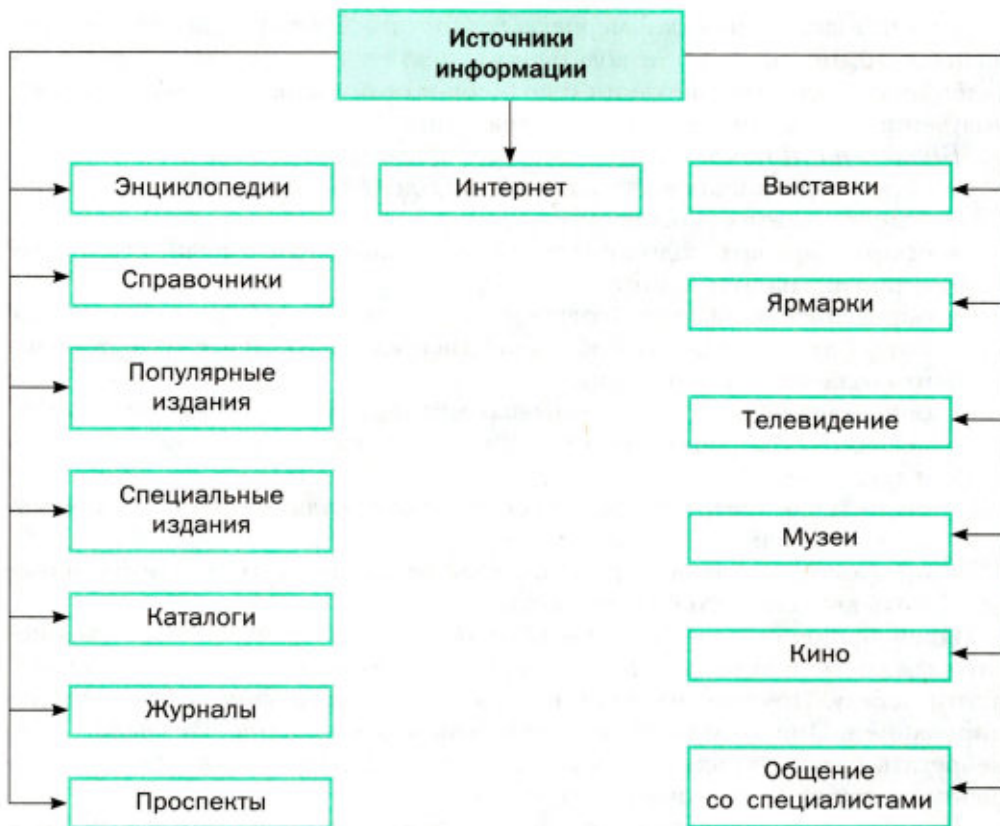 Источники
информации
Энциклопедии
Интернет
Выставки
Справочники
Ярмарки
Популярные
издания
Телевидение
Специальные
издания
Музеи
Каталоги
Кино
Журналы
Общение
со специалистами
Проспекты